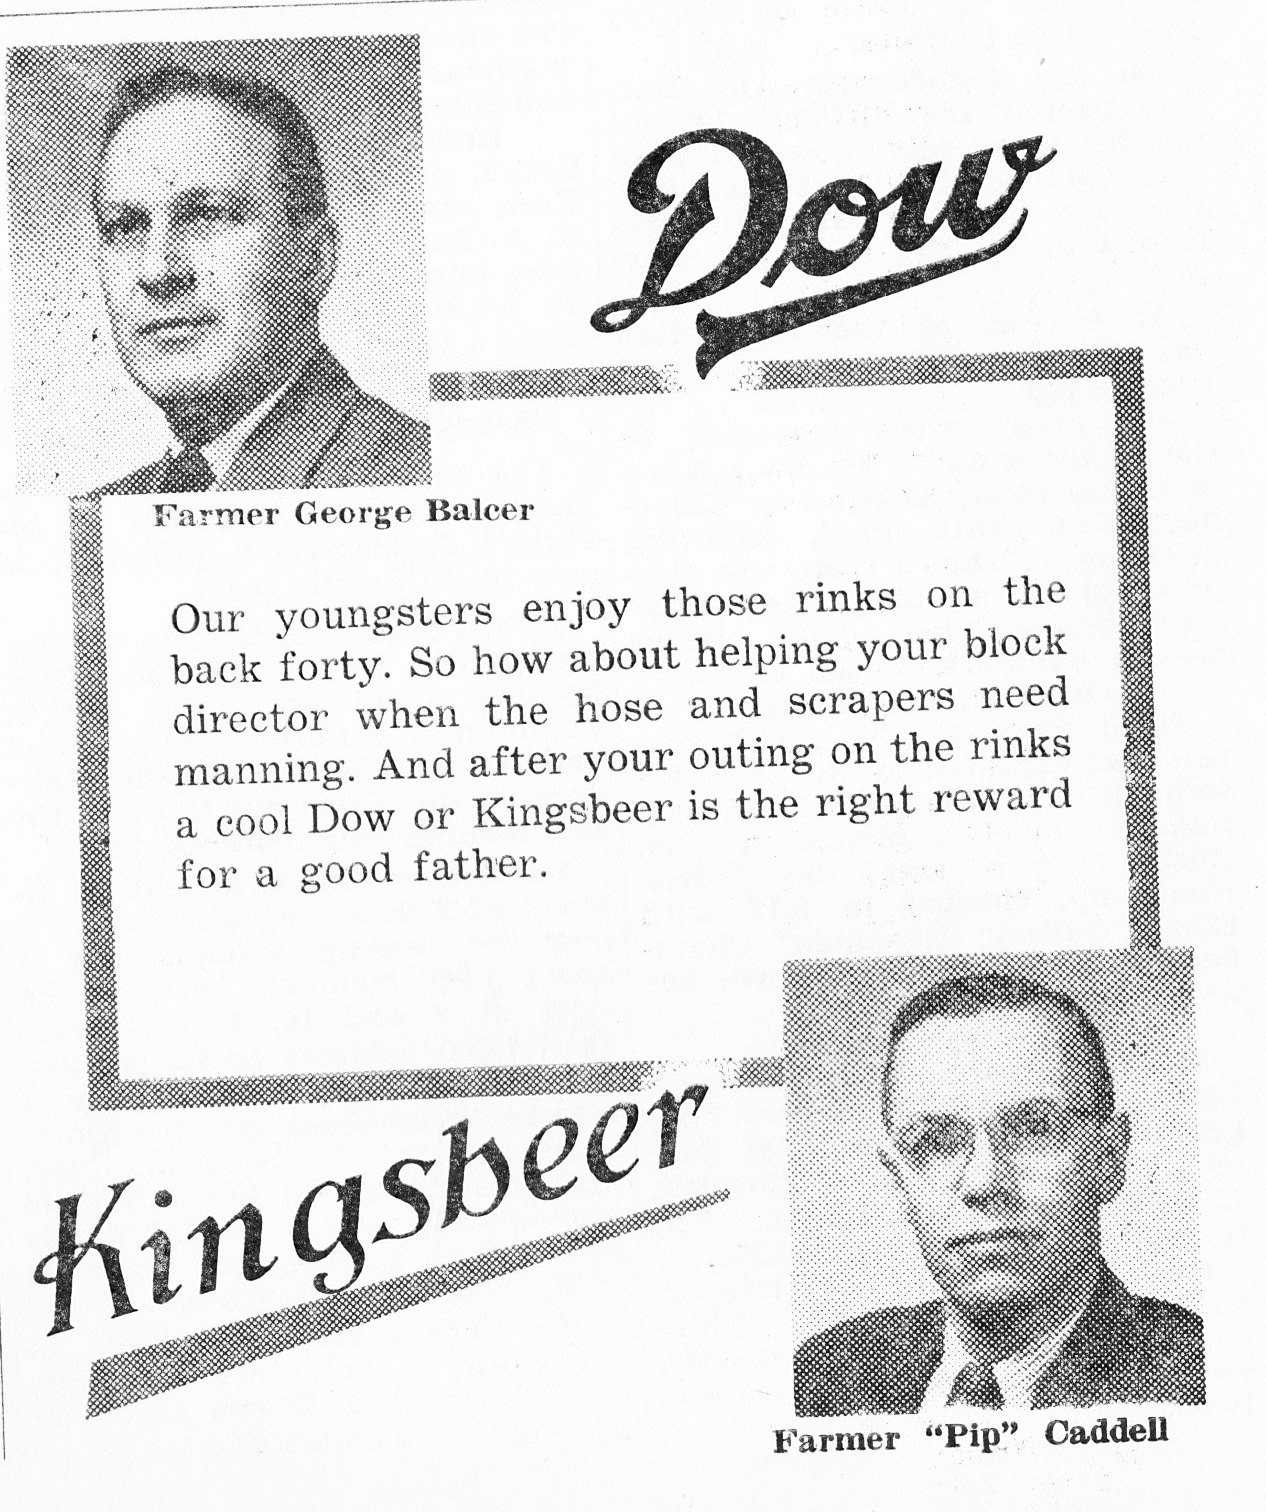 Dow
Farmer George Balcer
Our youngsters enjoy those rinks on the
back forty. So how about helping your block
director when the hose and scrapers need
manning. And after your outing on the rinks
a cool Dow or Kingsbeer is the right reward
for a good father.
Kingsbeer
Farmer “Pip” Caddell